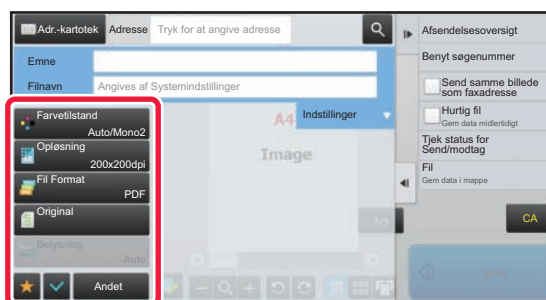 Adr.-kartotek
Adresse
Tryk for at angive adresse
Emne
Filnavn
Angives af Systemindstillinger
Farvetilstand
Auto/Mono2
Opløsning
200x200dpi
Fil Format
PDF
Original
Belysning
Auto
Andet
A4
Indstillinger
Image
Afsendelsesoversigt
Benyt søgenummer
Send samme billede
som faxadresse
Hurtig fil
Gem data midlertidigt
Tjek status for
Send/modtag
Fil
Gem data i mappe
CA
Start